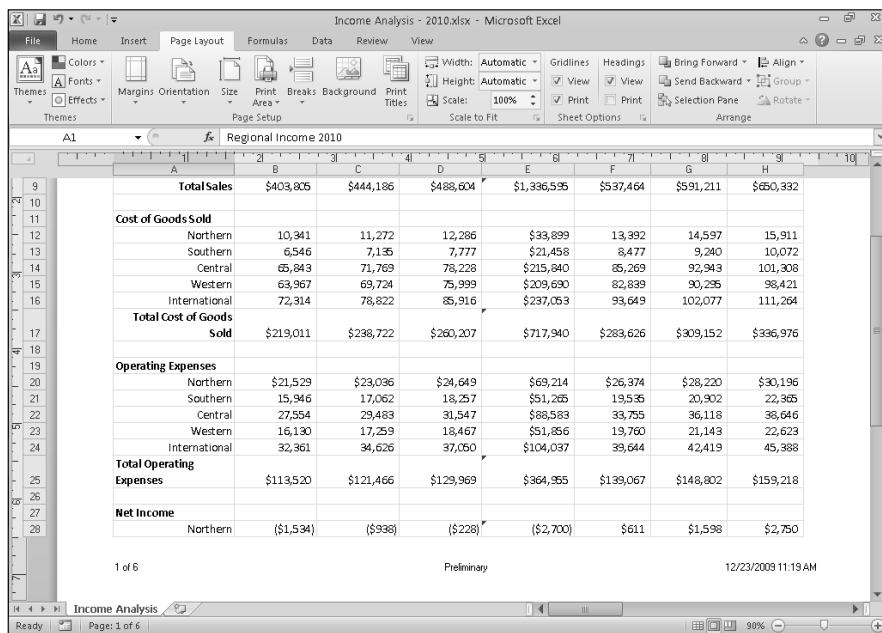 Income Analysis - 2010.xlsx - Microsoft Excel
File Home Insert Page Layout Formulas Data Review View
Themes
Colors
Fonts
Effects
Themes
Margins Orientation Size Print Area Breaks Background Print Titles
Page Setup
Width: Automatic
Height: Automatic
Scale: 100%
Scale to Fit
Gridlines Headings
View View
Print Print
Sheet Options
Bring Forward Align
Send Backward Group
Selection Pane Rotate
Arrange
A1 fx Regional Income 2010
1 2 3 4 5 6 7 8 9 10
A B C D E F G H
9 Total Sales $403,805 $444,186 $488,604 $1,336,595 $537,464 $591,211 $650,332
10
11 Cost of Goods Sold
12 Northern 10,341 11,272 12,286 $33,899 13,392 14,597 15,911
13 Southern 6,546 7,135 7,777 $21,458 8,477 9,240 10,072
14 Central 65,843 71,769 78,228 $215,840 85,269 92,943 101,308
15 Western 63,967 69,724 75,999 $209,690 82,839 90,295 98,421
16 International 72,314 78,822 85,916 $237,053 93,649 102,077 111,264
Total Cost of Goods
17 Sold $219,011 $238,722 $260,207 $717,940 $283,626 $309,152 $336,976
18
19 Operating Expenses
20 Northern $21,529 $23,036 $24,649 $69,214 $26,374 $28,220 $30,196
21 Southern 15,946 17,062 18,257 $51,265 19,535 20,902 22,365
22 Central 27,554 29,483 31,547 $88,583 33,755 36,118 38,646
23 Western 16,130 17,259 18,467 $51,856 19,760 21,143 22,623
24 International 32,361 34,626 37,050 $104,037 39,644 42,419 45,388
Total Operating
25 Expenses $113,520 $121,466 $129,969 $364,955 $139,067 $148,802 $159,218
26
27 Net Income
28 Northern ($1,534) ($938) ($228) ($2,700) $611 $1,598 $2,750
1 of 6 Preliminary 12/23/2009 11:19 AM
Income Analysis
Ready Page: 1 of 6 90%